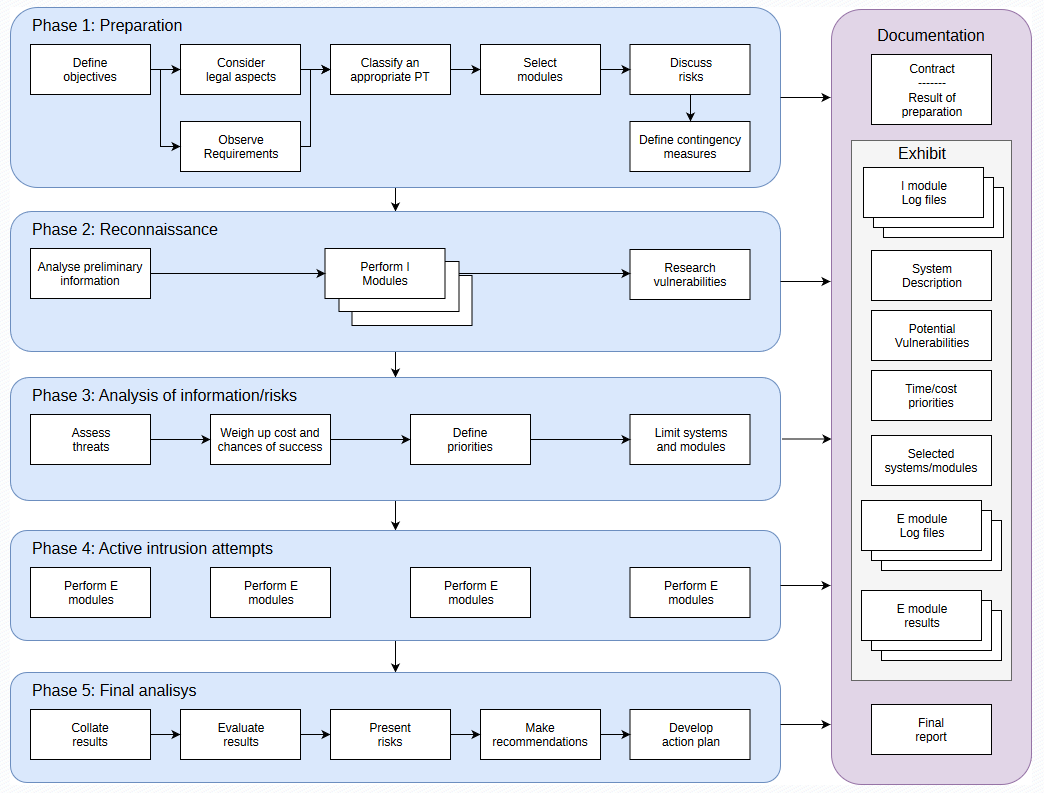 Phase 1: Preparation
Define
objectives
Consider
legal aspects
Classify an
appropriate PT
Select
modules
Discuss
risks
Observe
Requirements
Define contingency
measures
Phase 2: Reconnaissance
Analyse preliminary
information
Perform I
Modules
Research
vulnerabilities
Phase 3: Analysis of information/risks
Assess
threats
Weigh up cost and
chances of success
Define
priorities
Limit systems
and modules
Phase 4: Active intrusion attempts
Perform E
modules
Perform E
modules
Perform E
modules
Perform E
modules
Phase 5: Final analisys
Collate
results
Evaluate
results
Present
risks
Make
recommendations
Develop
action plan
Documentation
Contract
-------
Result of
preparation
Exhibit
I module
Log files
System
Description
Potential
Vulnerabilities
Time/cost
priorities
Selected
systems/modules
E module
Log files
E module
results
Final
report